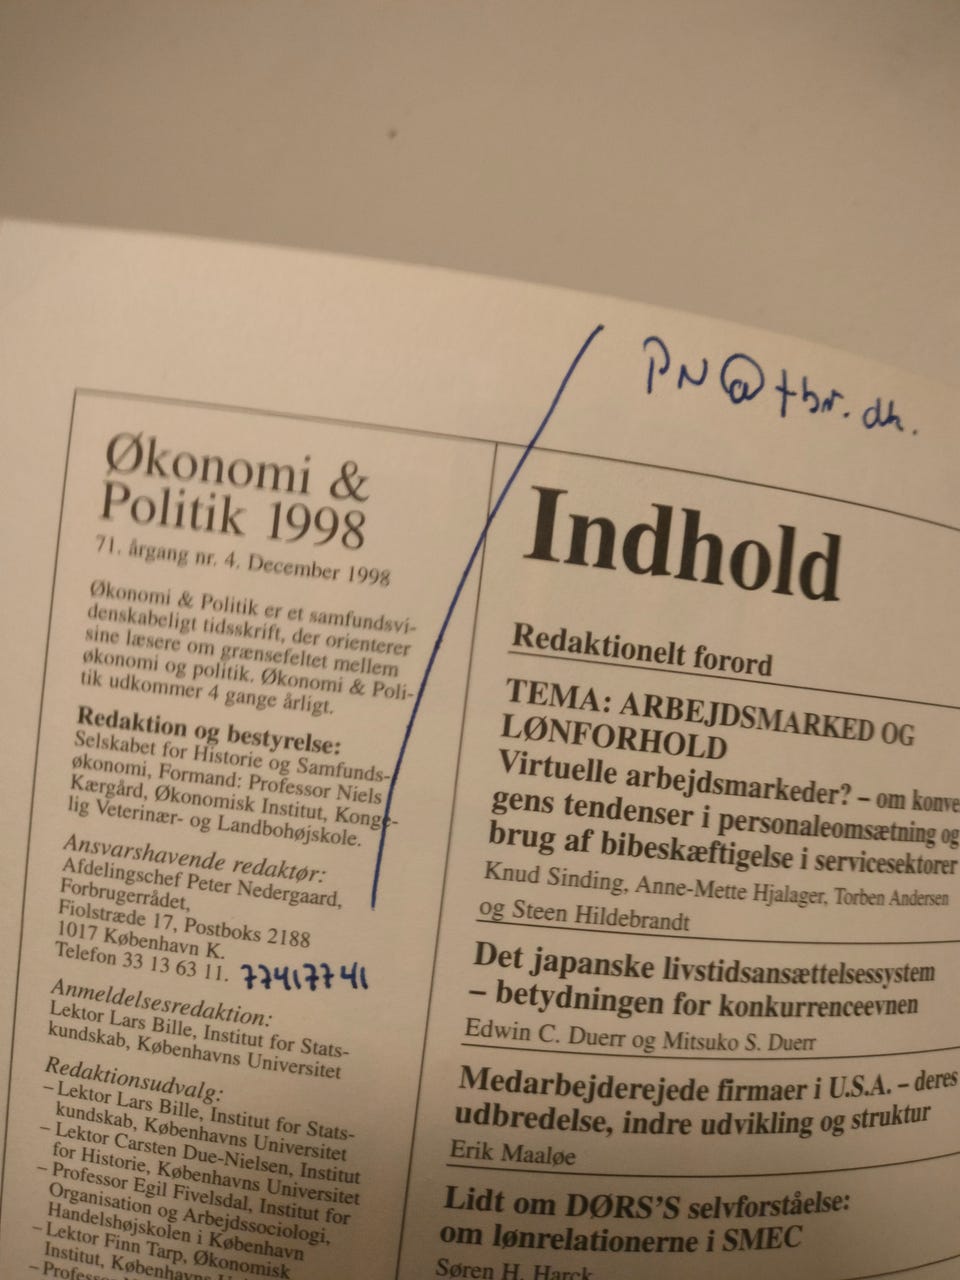 PN@fbr.dk.
Økonomi &
Politik 1998
71. årgang nr. 4. December 1998
Økonomi & Politik er et samfundsvi-
denskabeligt tidsskrift, der orienterer
sine læsere om grænsefeltet mellem
økonomi og politik. Økonomi & Poli-
tik udkommer 4 gange årligt.
Redaktion og bestyrelse:
Selskabet for Historie og Samfunds-
økonomi, Formand: Professor Niels
Kærgård, Økonomisk Institut, Konge-
lig Veterinær- og Landbohøjskole.
Ansvarshavende redaktør:
Afdelingschef Peter Nedergaard,
Forbrugerrådet,
Fiolstræde 17, Postboks 2188
1017 København K.
Telefon 33 13 63 11. 77417741
Anmeldelsesredaktion:
Lektor Lars Bille, Institut for Stats-
kundskab, Københavns Universitet
Redaktionsudvalg:
– Lektor Lars Bille, Institut for Stats-
kundskab, Københavns Universitet
– Lektor Carsten Due-Nielsen, Institut
for Historie, Københavns Universitet
– Professor Egil Fivelsdal, Institut for
Organisation og Arbejdssociologi,
Handelshøjskolen i København
– Lektor Finn Tarp, Økonomisk
Institut, Københavns
– Professor
Indhold
Redaktionelt forord
TEMA: ARBEJDSMARKED OG
LØNFORHOLD
Virtuelle arbejdsmarkeder? – om konve
gens tendenser i personaleomsætning og
brug af bibeskæftigelse i servicesektorer
Knud Sinding, Anne-Mette Hjalager, Torben Andersen
og Steen Hildebrandt
Det japanske livstidsansættelsessystem
– betydningen for konkurrenceevnen
Edwin C. Duerr og Mitsuko S. Duerr
Medarbejderejede firmaer i U.S.A. – deres
udbredelse, indre udvikling og struktur
Erik Maaløe
Lidt om DØRS'S selvforståelse:
om lønrelationerne i SMEC
Søren H. Harck